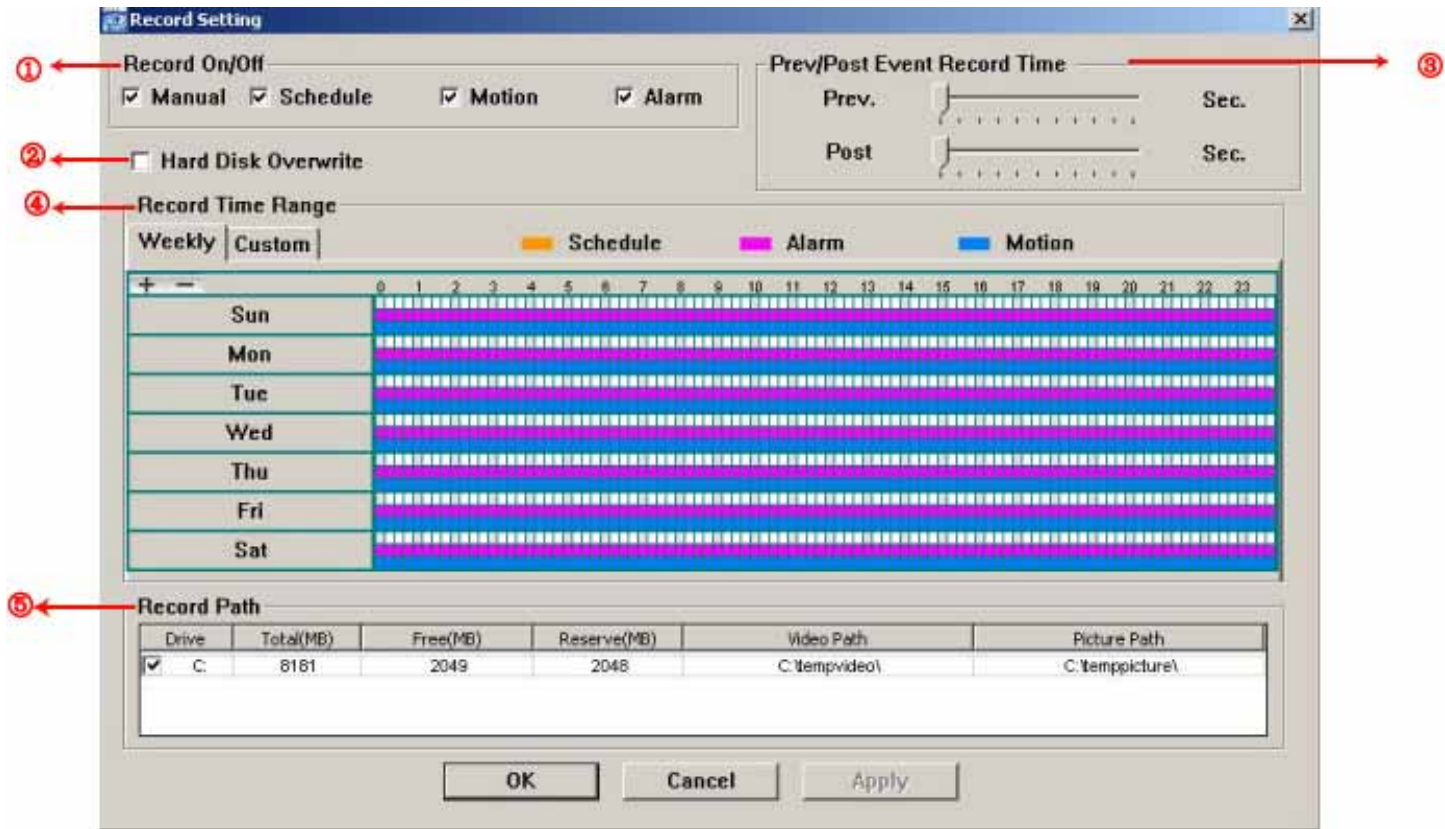 Record Setting
① Record On/Off
Manual Schedule Motion Alarm
Prev/Post Event Record Time ③
Prev. Sec.
Post Sec.
② Hard Disk Overwrite
④ Record Time Range
Weekly Custom Schedule Alarm Motion
+ − 0 1 2 3 4 5 6 7 8 9 10 11 12 13 14 15 16 17 18 19 20 21 22 23
Sun
Mon
Tue
Wed
Thu
Fri
Sat
⑤ Record Path
Drive Total(MB) Free(MB) Reserve(MB) Video Path Picture Path
C: 8181 2049 2048 C:\tempvideo\ C:\temppicture\
OK Cancel Apply